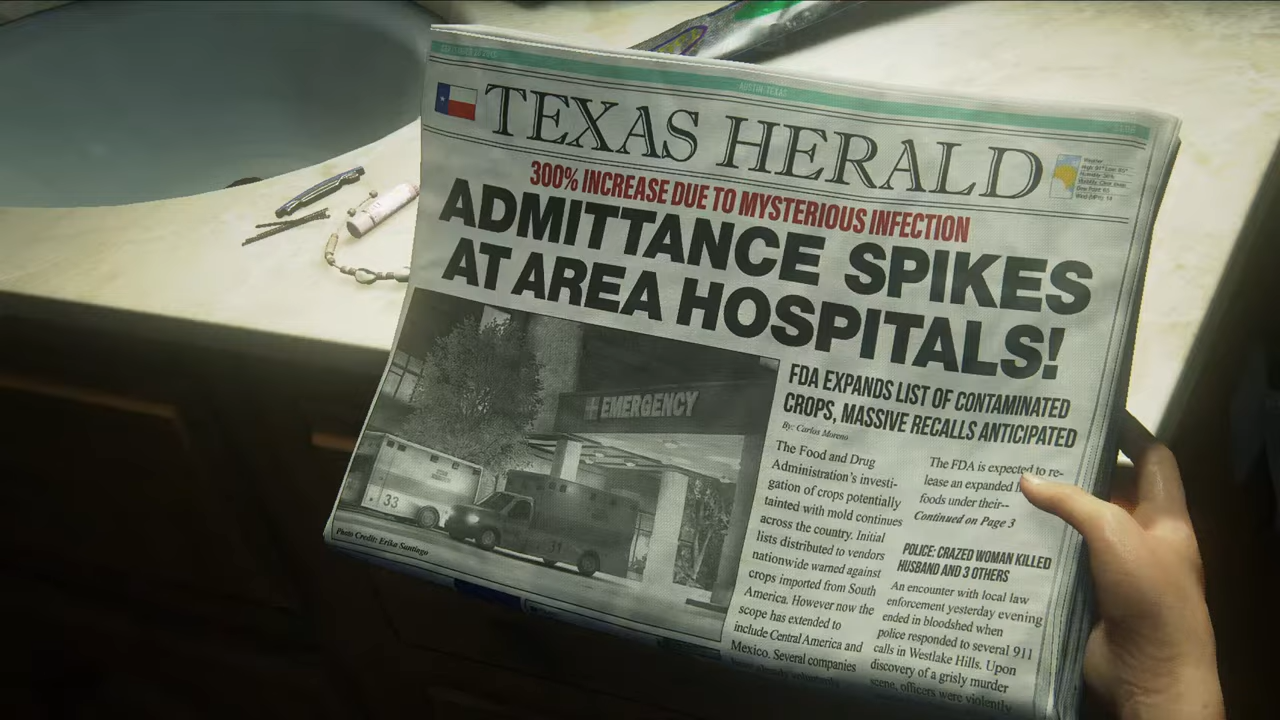 AUSTIN, TEXAS
TEXAS HERALD
Weather
300% INCREASE DUE TO MYSTERIOUS INFECTION
ADMITTANCE SPIKES
AT AREA HOSPITALS!
EMERGENCY
33
31
Photo Credit: Erika Santiago
FDA EXPANDS LIST OF CONTAMINATED
CROPS, MASSIVE RECALLS ANTICIPATED
By: Carlos Moreno
The Food and Drug
Administration's investi-
gation of crops potentially
tainted with mold continues
across the country. Initial
lists distributed to vendors
nationwide warned against
crops imported from South
America. However now the
scope has extended to
include Central America and
Mexico. Several companies
The FDA is expected to re-
lease an expanded
foods under their--
Continued on Page 3
POLICE: CRAZED WOMAN KILLED
HUSBAND AND 3 OTHERS
An encounter with local law
enforcement yesterday evening
ended in bloodshed when
police responded to several 911
calls in Westlake Hills. Upon
discovery of a grisly murder
scene, officers were violently